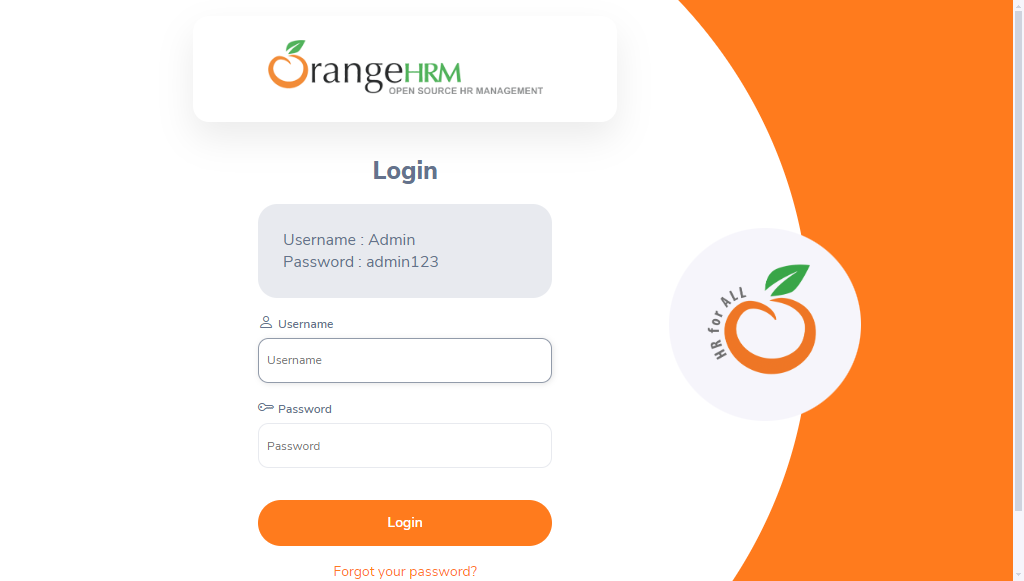 OrangeHRM
OPEN SOURCE HR MANAGEMENT
Login
Username : Admin
Password : admin123
Username
Username
Password
Password
Login
Forgot your password?
HR for ALL